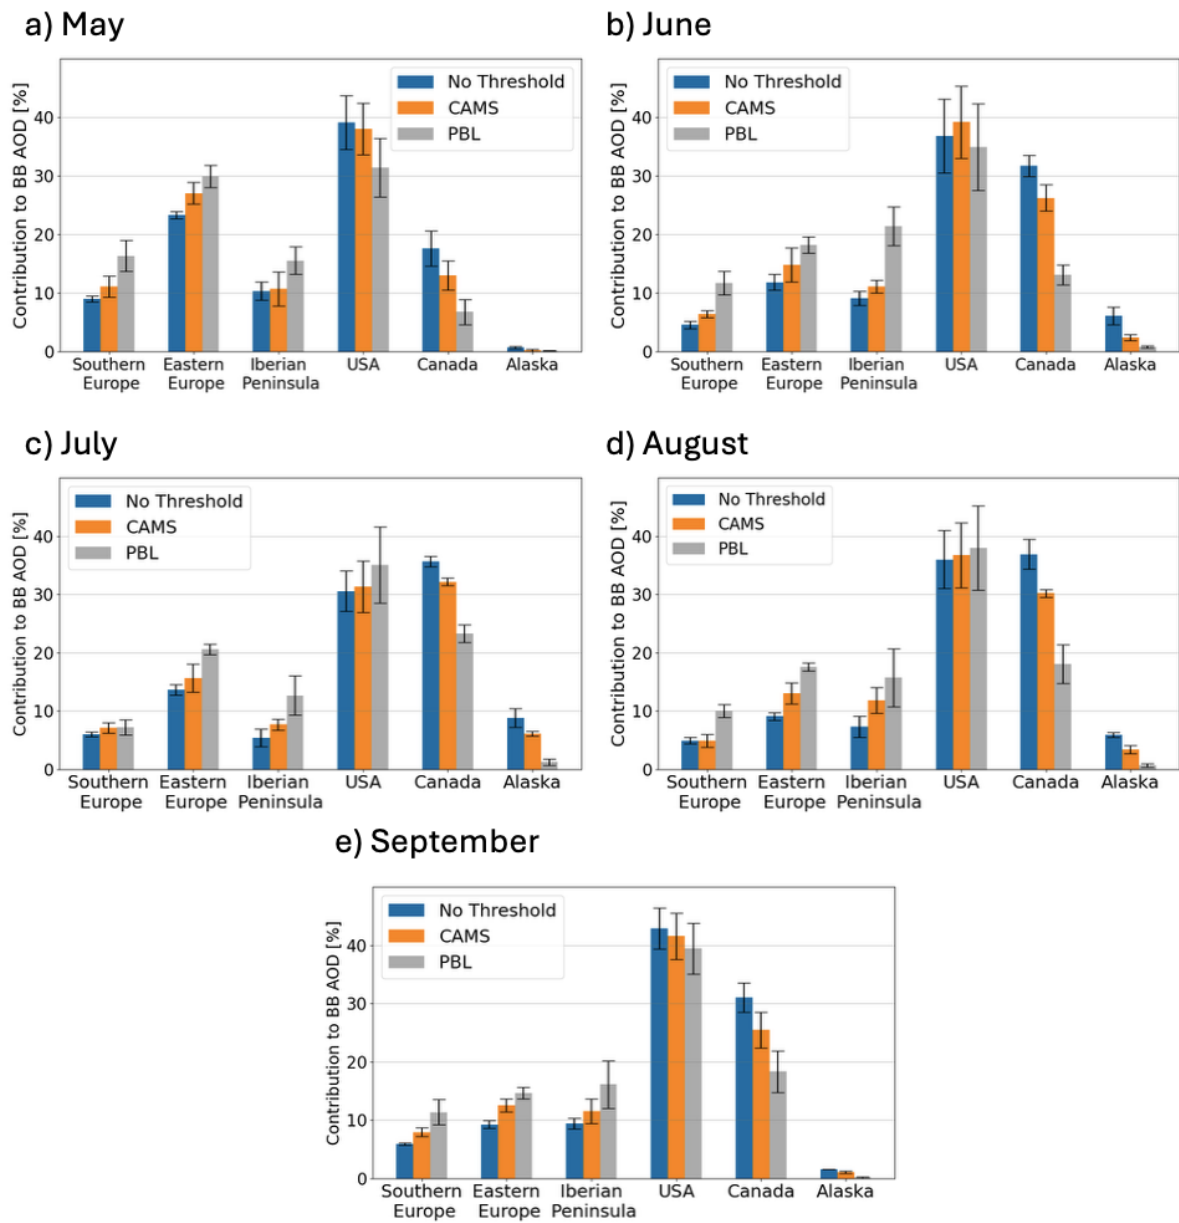 a) May
Contribution to BB AOD [%]
40
30
20
10
0
No Threshold
CAMS
PBL
Southern Europe
Eastern Europe
Iberian Peninsula
USA
Canada
Alaska
b) June
Contribution to BB AOD [%]
40
30
20
10
0
No Threshold
CAMS
PBL
Southern Europe
Eastern Europe
Iberian Peninsula
USA
Canada
Alaska
c) July
Contribution to BB AOD [%]
40
30
20
10
0
No Threshold
CAMS
PBL
Southern Europe
Eastern Europe
Iberian Peninsula
USA
Canada
Alaska
d) August
Contribution to BB AOD [%]
40
30
20
10
0
No Threshold
CAMS
PBL
Southern Europe
Eastern Europe
Iberian Peninsula
USA
Canada
Alaska
e) September
Contribution to BB AOD [%]
40
30
20
10
0
No Threshold
CAMS
PBL
Southern Europe
Eastern Europe
Iberian Peninsula
USA
Canada
Alaska